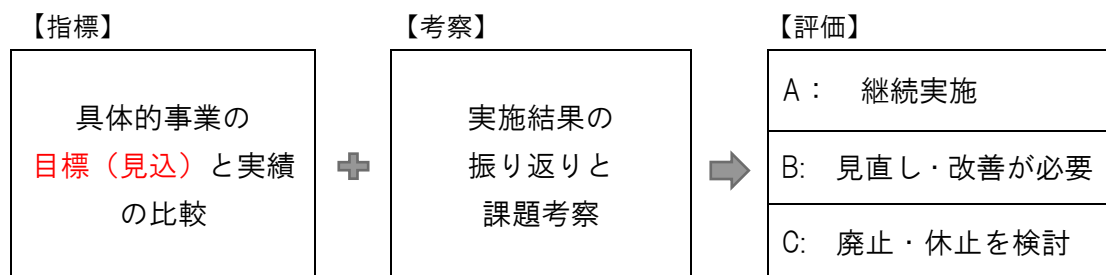 【指標】
具体的事業の
目標（見込）と実績
の比較
【考察】
実施結果の
振り返りと
課題考察
【評価】
A： 継続実施
B: 見直し・改善が必要
C: 廃止・休止を検討